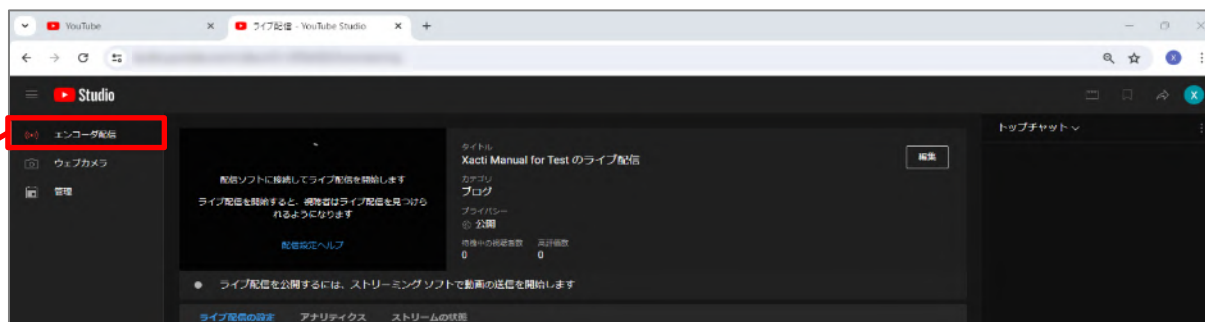 YouTube
ライブ配信 - YouTube Studio
Studio
X
エンコーダ配信
ウェブカメラ
管理
配信ソフトに接続してライブ配信を開始します
ライブ配信を開始すると、視聴者はライブ配信を見つけら
れるようになります
配信設定ヘルプ
タイトル
Xacti Manual for Test のライブ配信
カテゴリ
ブログ
プライバシー
公開
待機中の視聴者数 高評価数
0 0
編集
トップチャット
ライブ配信を公開するには、ストリーミング ソフトで動画の送信を開始します
ライブ配信の設定 アナリティクス ストリームの状態